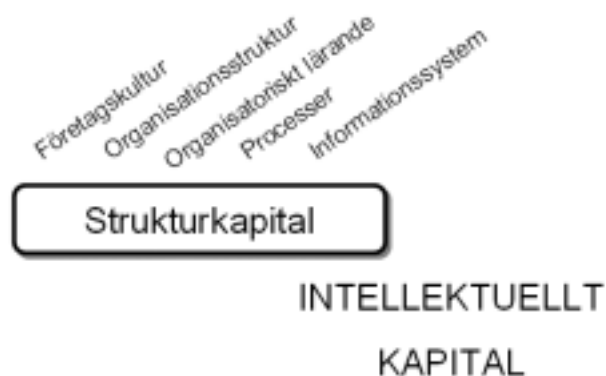 Företagskultur
Organisationsstruktur
Organisatoriskt lärande
Processer
Informationssystem
Strukturkapital
INTELLEKTUELLT
KAPITAL